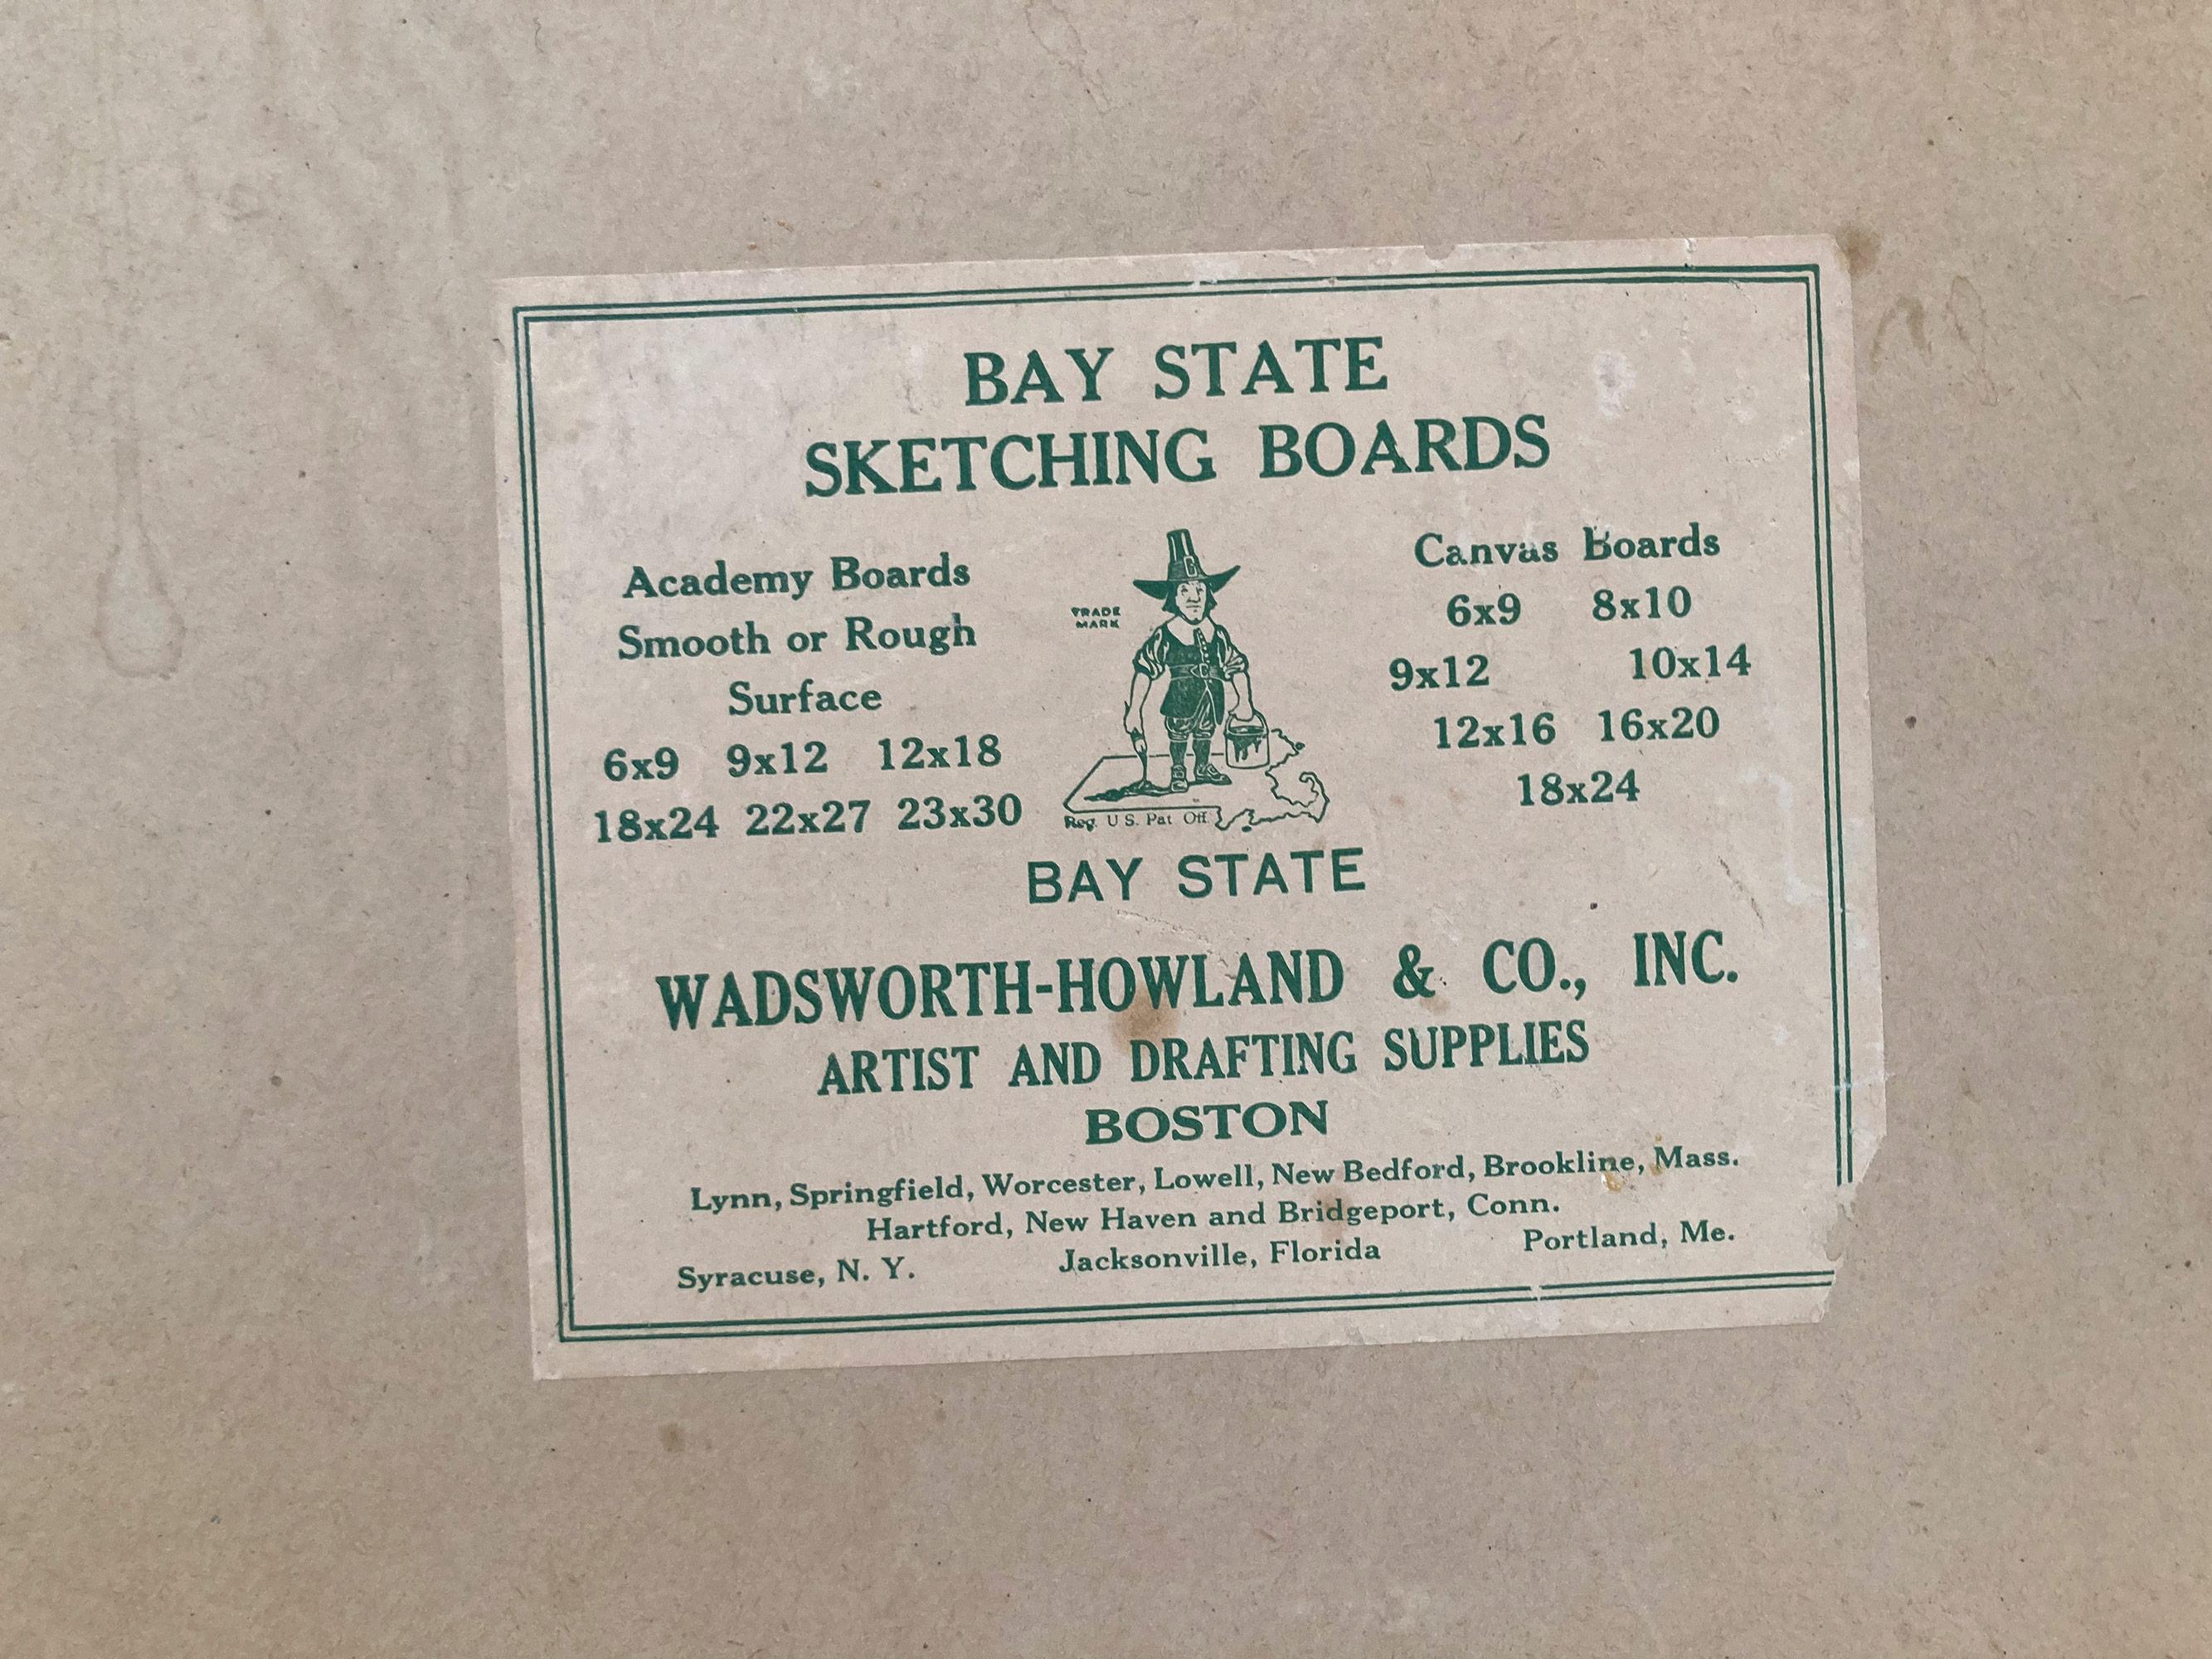 BAY STATE
SKETCHING BOARDS
Academy Boards
Smooth or Rough
Surface
6x9 9x12 12x18
18x24 22x27 23x30
TRADE
MARK
Reg. U S. Pat Off.
Canvas Boards
6x9 8x10
9x12 10x14
12x16 16x20
18x24
BAY STATE
WADSWORTH-HOWLAND & CO., INC.
ARTIST AND DRAFTING SUPPLIES
BOSTON
Lynn, Springfield, Worcester, Lowell, New Bedford, Brookline, Mass.
Hartford, New Haven and Bridgeport, Conn.
Syracuse, N. Y. Jacksonville, Florida Portland, Me.